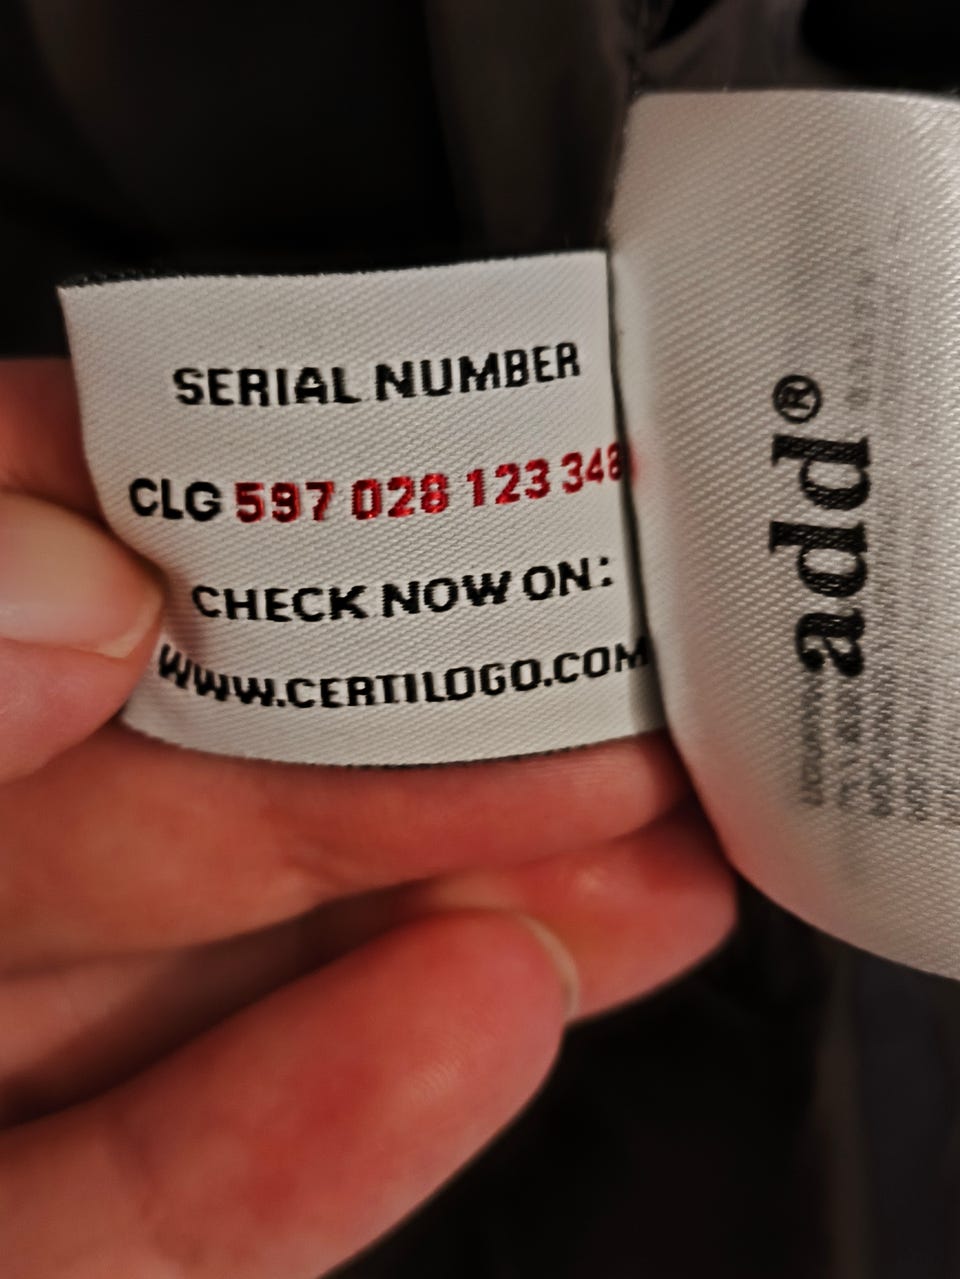 SERIAL NUMBER
CLG 597 028 123 348
CHECK NOW ON:
WWW.CERTILOGO.COM
add®